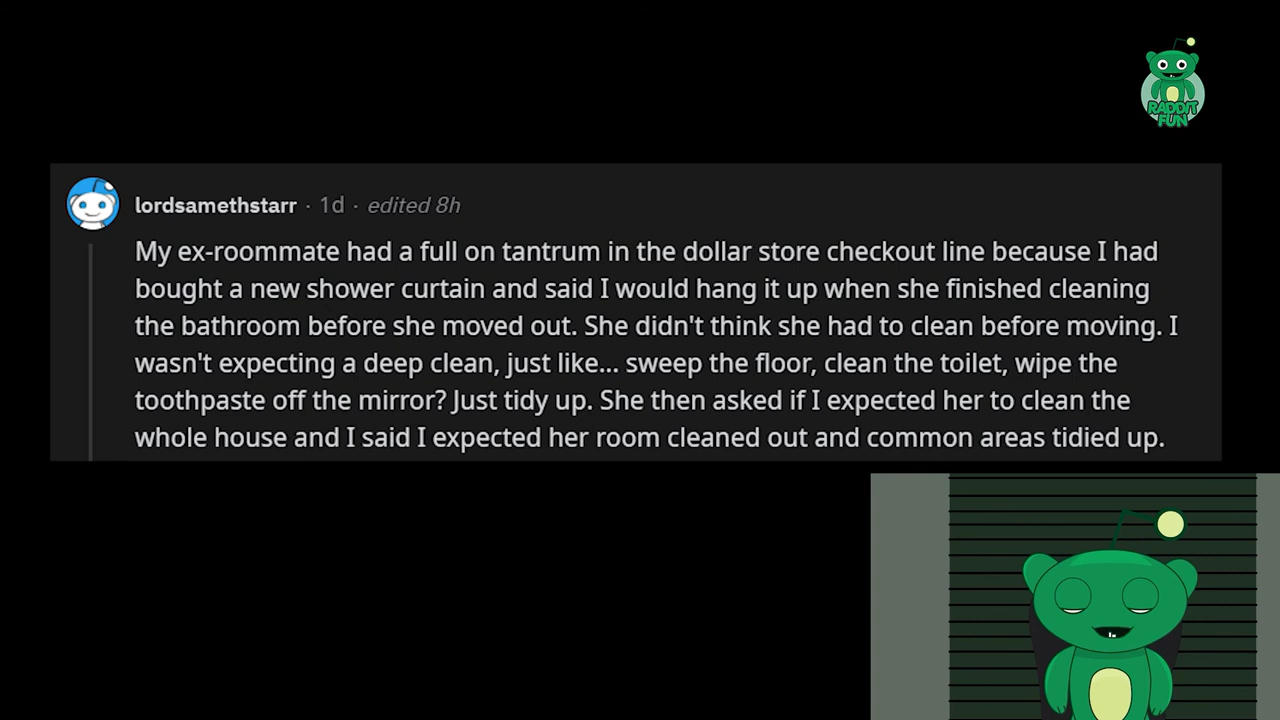 RADDIT
FUN
lordsamethstarr · 1d · edited 8h
My ex-roommate had a full on tantrum in the dollar store checkout line because I had
bought a new shower curtain and said I would hang it up when she finished cleaning
the bathroom before she moved out. She didn't think she had to clean before moving. I
wasn't expecting a deep clean, just like... sweep the floor, clean the toilet, wipe the
toothpaste off the mirror? Just tidy up. She then asked if I expected her to clean the
whole house and I said I expected her room cleaned out and common areas tidied up.